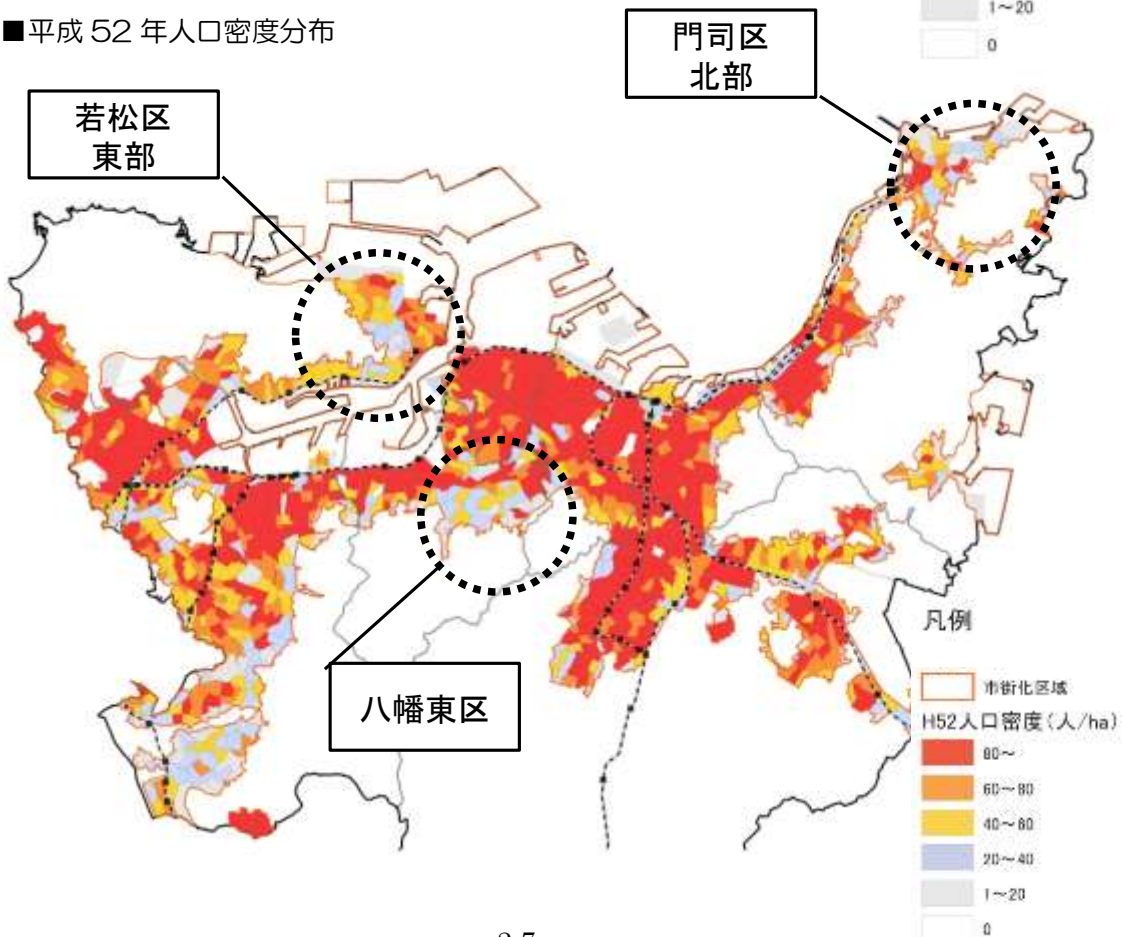 1～20
0
■平成 52 年人口密度分布
門司区
北部
若松区
東部
八幡東区
凡例
市街化区域
H52人口密度(人/ha)
80～
60～80
40～60
20～40
1～20
0